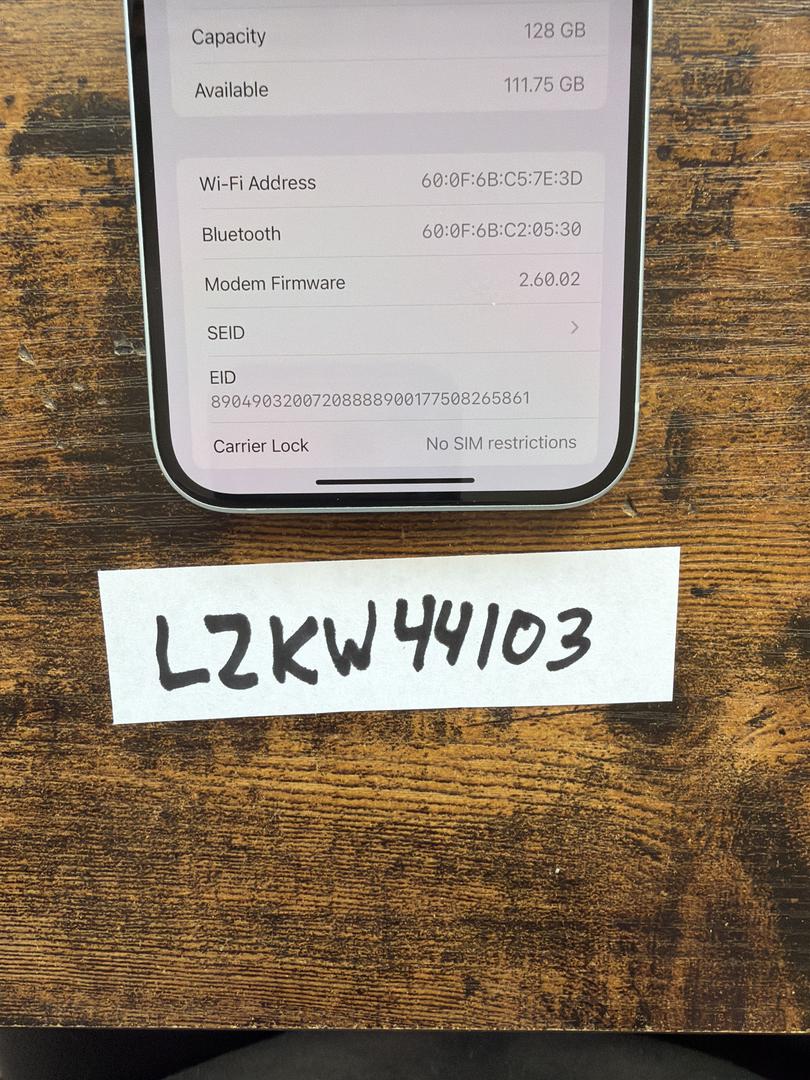 Capacity 128 GB
Available 111.75 GB
Wi-Fi Address 60:0F:6B:C5:7E:3D
Bluetooth 60:0F:6B:C2:05:30
Modem Firmware 2.60.02
SEID
EID
89049032007208888900177508265861
Carrier Lock No SIM restrictions
LZKW44103